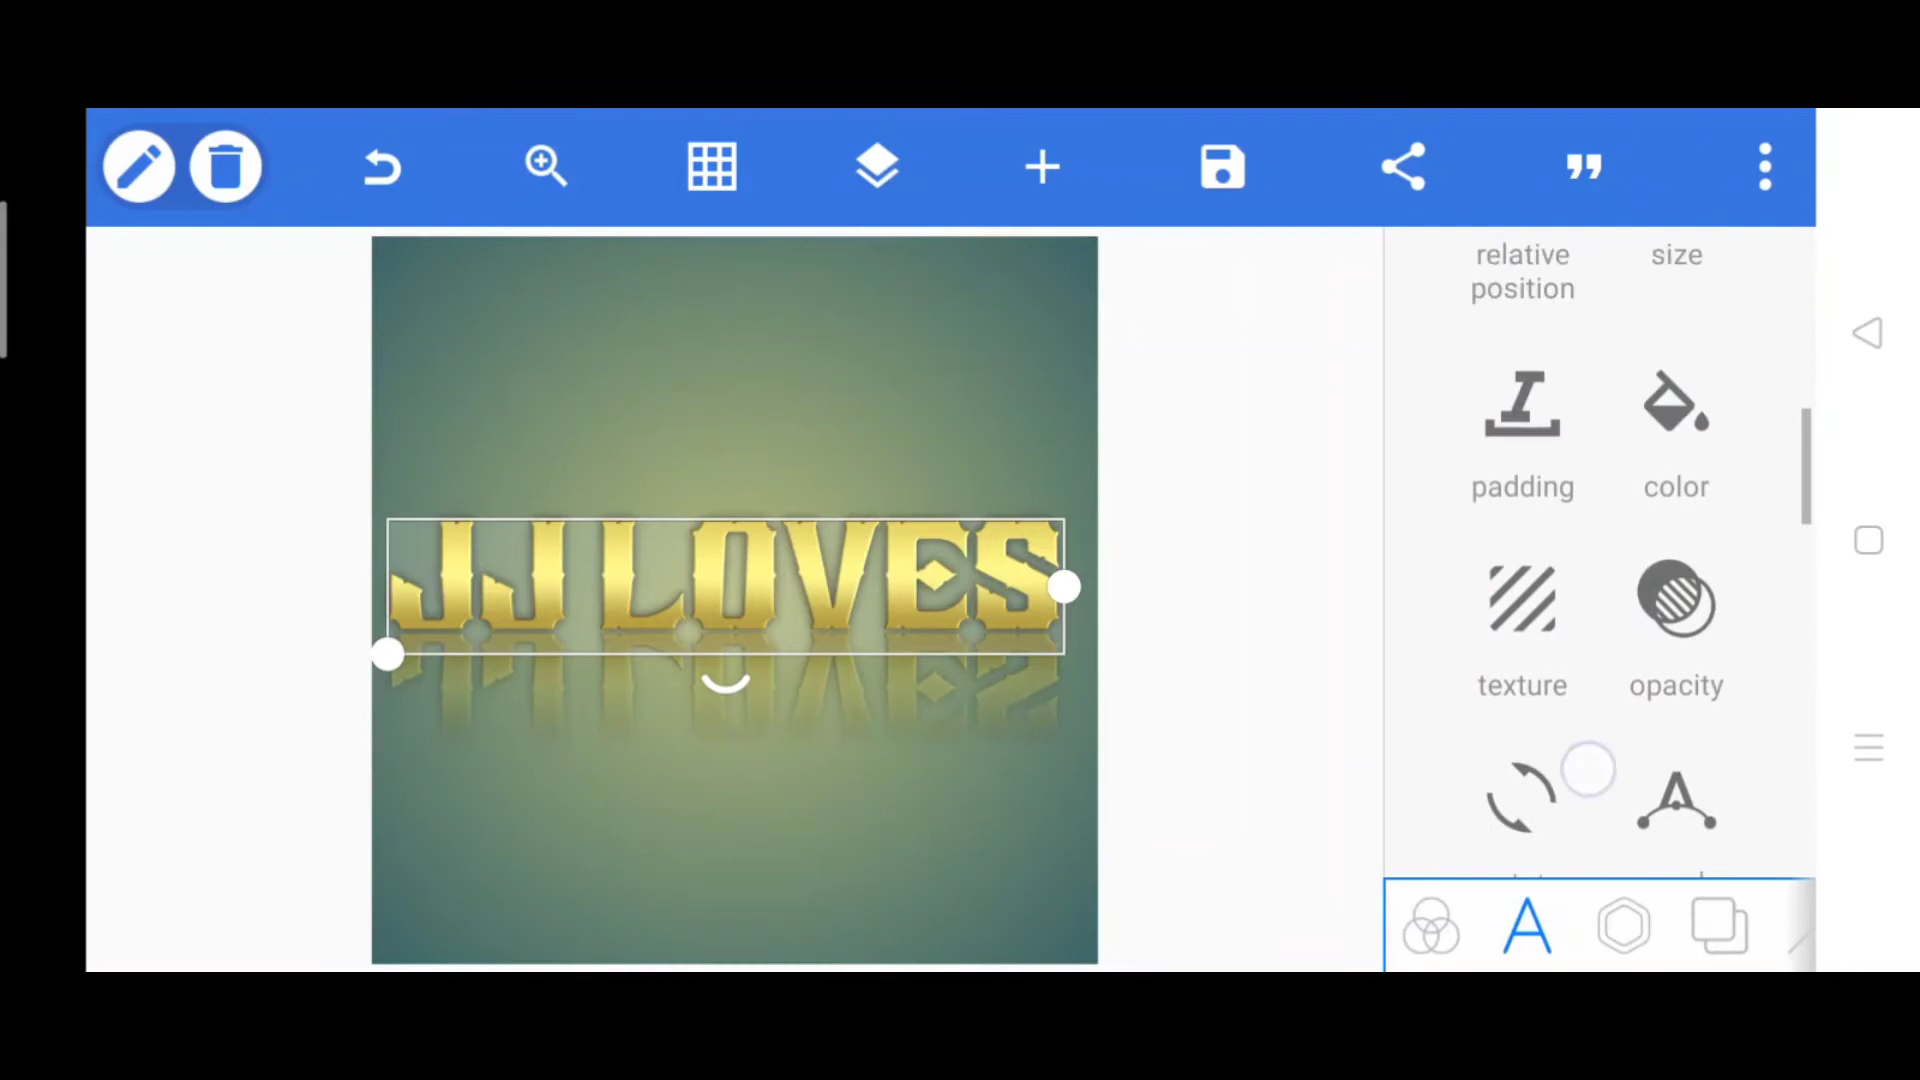 relative
position
size
JJ LOVES
padding
color
texture
opacity